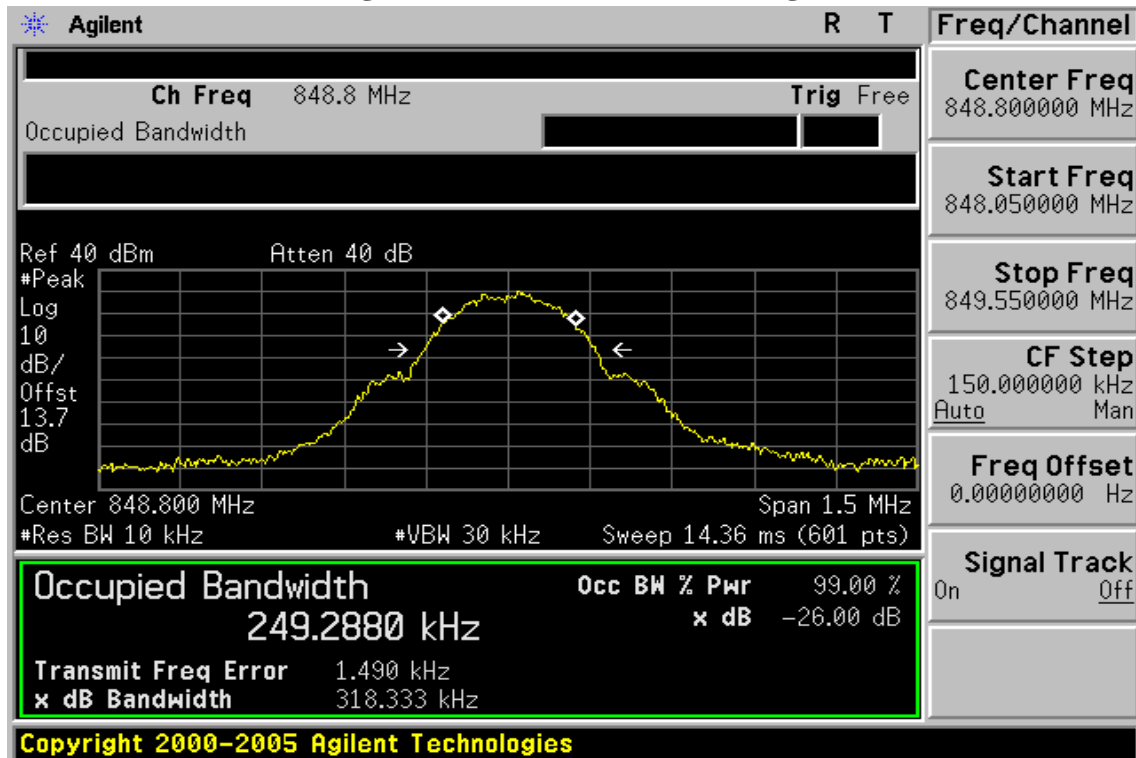 Agilent R T
Freq/Channel
Ch Freq 848.8 MHz Trig Free
Occupied Bandwidth
Center Freq
848.800000 MHz
Start Freq
848.050000 MHz
Stop Freq
849.550000 MHz
CF Step
150.000000 kHz
Auto Man
Freq Offset
0.00000000 Hz
Signal Track
On Off
Ref 40 dBm Atten 40 dB
#Peak
Log
10
dB/
Offst
13.7
dB
Center 848.800 MHz Span 1.5 MHz
#Res BW 10 kHz #VBW 30 kHz Sweep 14.36 ms (601 pts)
Occupied Bandwidth
249.2880 kHz
Occ BW % Pwr 99.00 %
x dB -26.00 dB
Transmit Freq Error 1.490 kHz
x dB Bandwidth 318.333 kHz
Copyright 2000-2005 Agilent Technologies